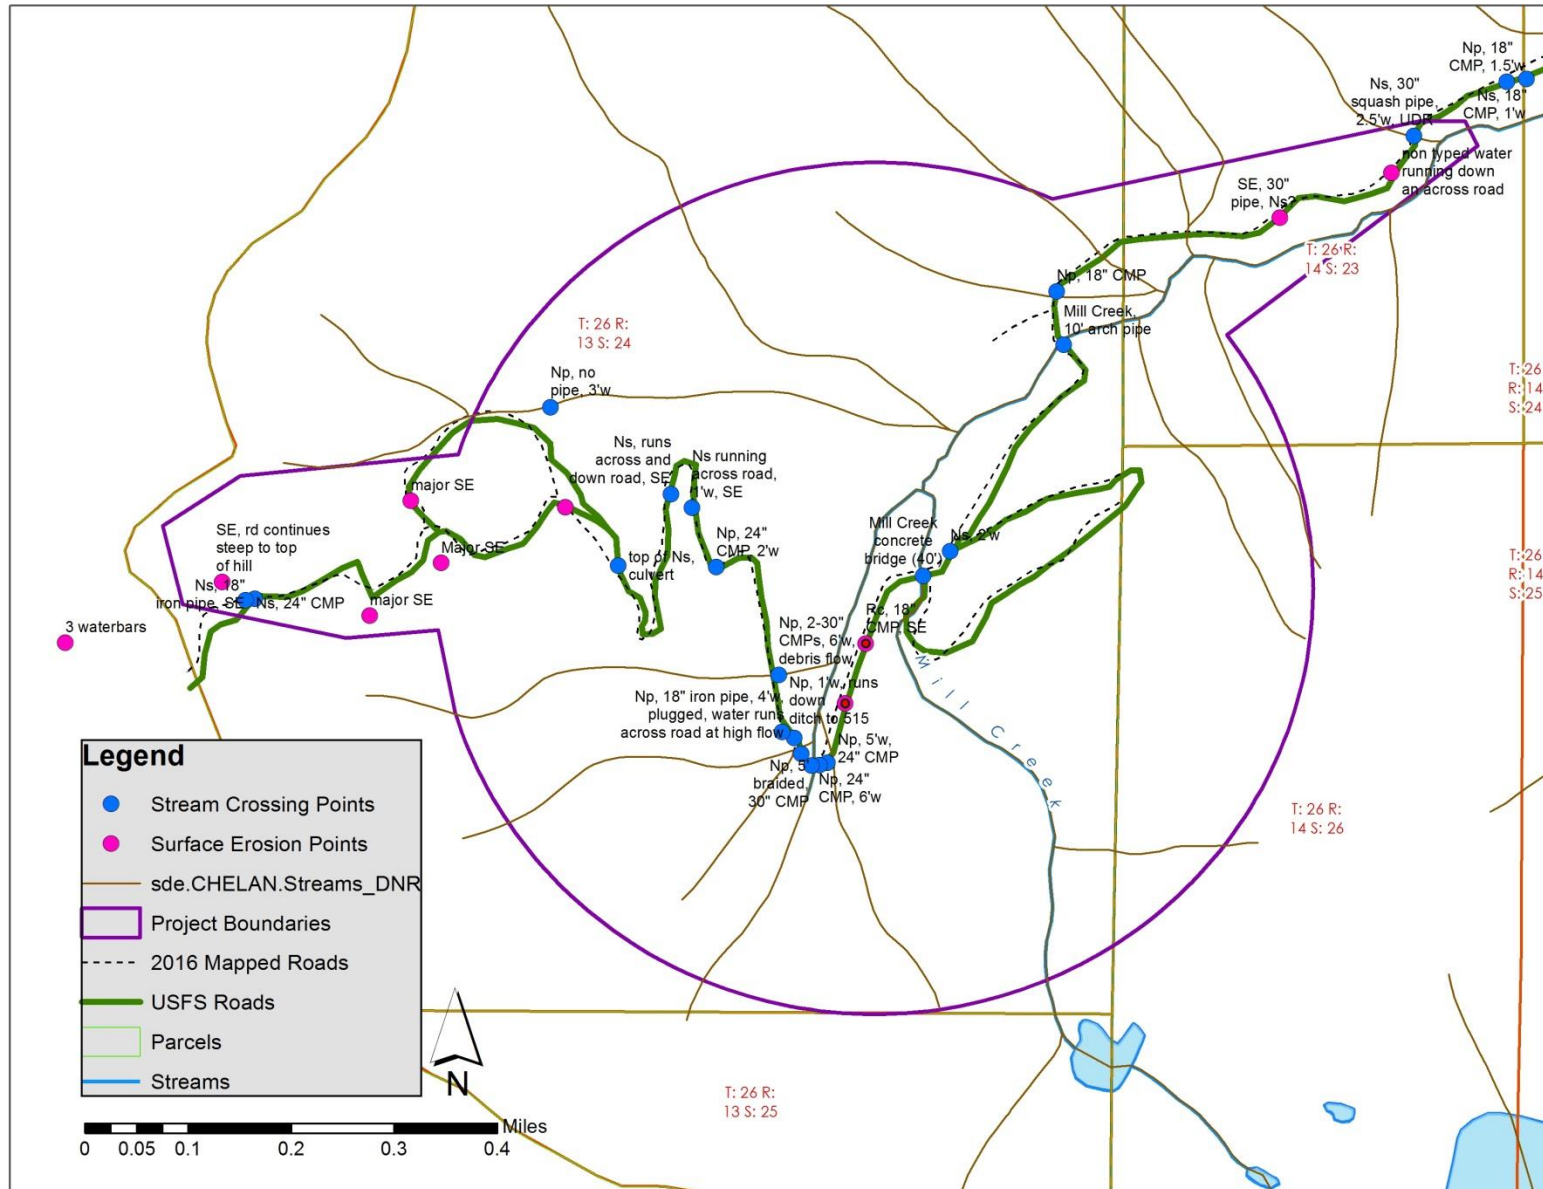 Np, 18"
CMP, 1.5'w
Ns, 30"
squash pipe,
2.5'w, UDR
Ns, 18"
CMP, 1'w
non typed water
running down
an across road
SE, 30"
pipe, Ns?
T: 26 R:
14 S: 23
Np, 18" CMP
Mill Creek,
10' arch pipe
T: 26 R:
13 S: 24
Np, no
pipe, 3'w
T: 26
R: 14
S: 24
Ns, runs
across and
down road, SE
Ns running
across road,
1'w, SE
major SE
Major SE
SE, rd continues
steep to top
of hill
Ns, 18"
iron pipe, SE
Ns, 24" CMP
major SE
3 waterbars
top of Ns,
culvert
Np, 24"
CMP, 2'w
Mill Creek
concrete
bridge (40')
Ns, 2'w
T: 26
R: 14
S: 25
Rc, 18"
CMP, SE
Np, 2-30"
CMPs, 6'w,
debris flow
Np, 1'w, runs
down
ditch to 515
Np, 18" iron pipe, 4'w,
plugged, water runs
across road at high flow
Np, 5'w,
24" CMP
Np, 5'
braided,
30" CMP
Np, 24"
CMP, 6'w
Mill Creek
T: 26 R:
14 S: 26
Legend
Stream Crossing Points
Surface Erosion Points
sde.CHELAN.Streams_DNR
Project Boundaries
2016 Mapped Roads
USFS Roads
Parcels
Streams
N
T: 26 R:
13 S: 25
Miles
0 0.05 0.1 0.2 0.3 0.4